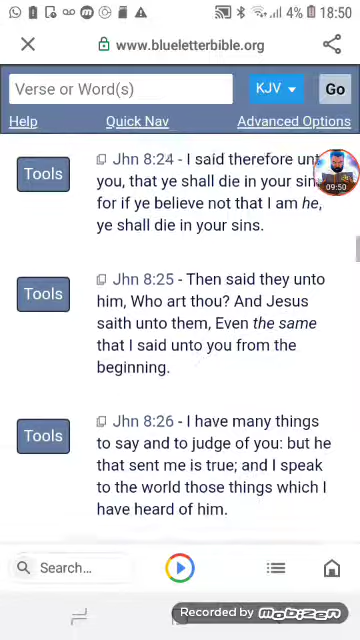 4% 18:50
www.blueletterbible.org
Verse or Word(s) KJV Go
Help Quick Nav Advanced Options
Tools
Jhn 8:24 - I said therefore unt
you, that ye shall die in your sin
for if ye believe not that I am he,
ye shall die in your sins.
09:50
Tools
Jhn 8:25 - Then said they unto
him, Who art thou? And Jesus
saith unto them, Even the same
that I said unto you from the
beginning.
Tools
Jhn 8:26 - I have many things
to say and to judge of you: but he
that sent me is true; and I speak
to the world those things which I
have heard of him.
Search...
Recorded by mobizen